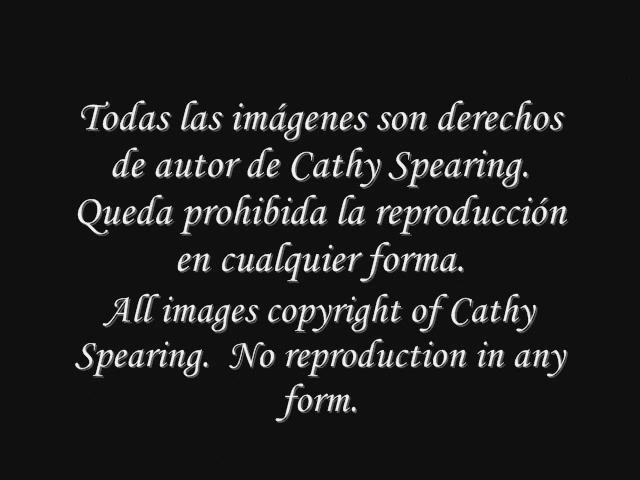 Todas las imágenes son derechos
de autor de Cathy Spearing.
Queda prohibida la reproducción
en cualquier forma.
All images copyright of Cathy
Spearing.  No reproduction in any
form.